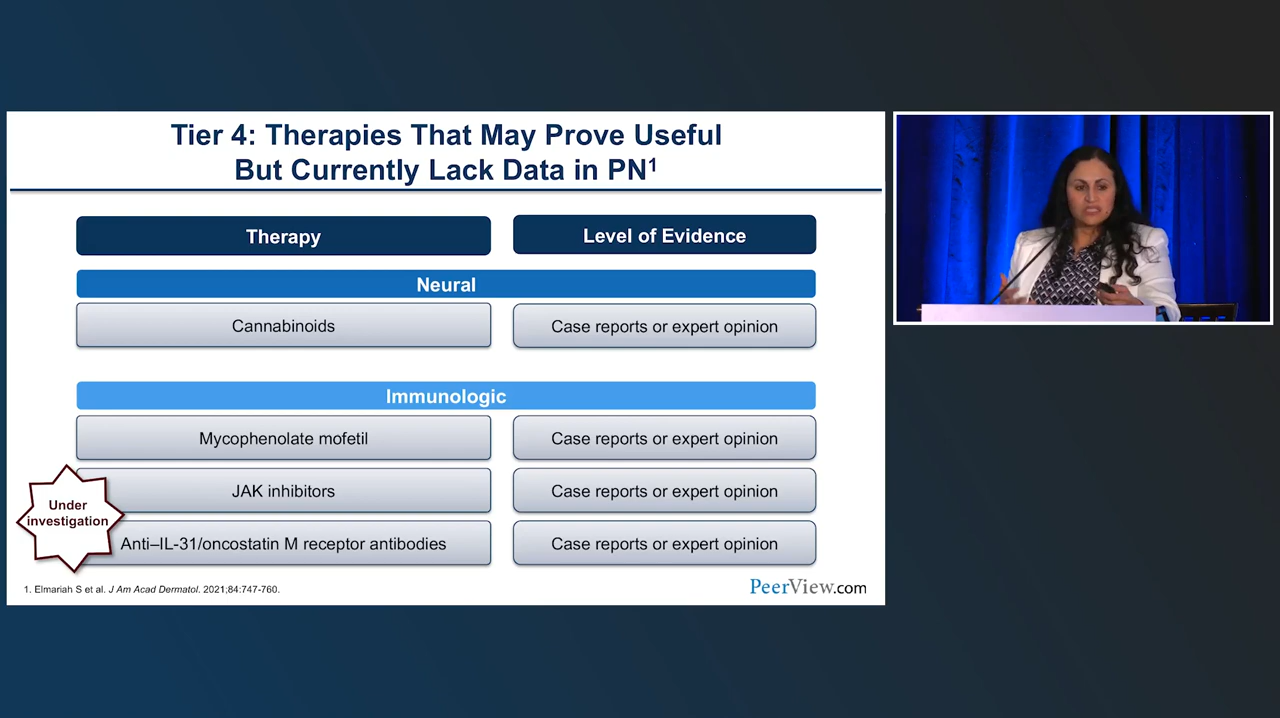 Tier 4: Therapies That May Prove Useful
But Currently Lack Data in PN¹
Therapy
Level of Evidence
Neural
Cannabinoids
Case reports or expert opinion
Immunologic
Mycophenolate mofetil
Case reports or expert opinion
JAK inhibitors
Case reports or expert opinion
Under
investigation
Anti–IL-31/oncostatin M receptor antibodies
Case reports or expert opinion
1. Elmariah S et al. J Am Acad Dermatol. 2021;84:747-760.
PeerView.com